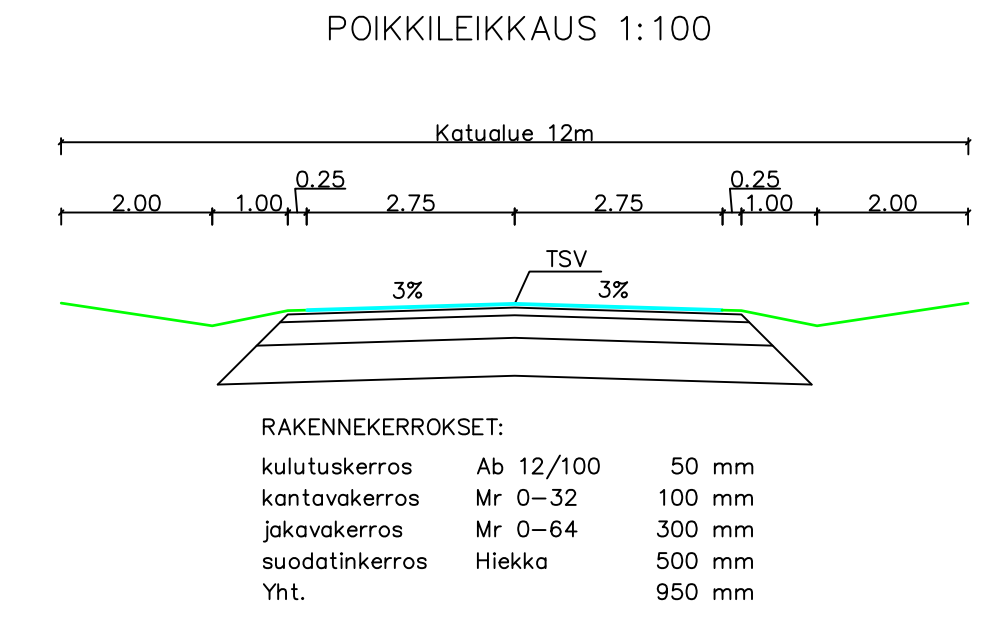 POIKKILEIKKAUS 1:100
Katualue 12m
0.25 0.25
2.00 1.00 2.75 2.75 1.00 2.00
TSV
3% 3%
RAKENNEKERROKSET:
kulutuskerros Ab 12/100 50 mm
kantavakerros Mr 0-32 100 mm
jakavakerros Mr 0-64 300 mm
suodatinkerros Hiekka 500 mm
Yht. 950 mm